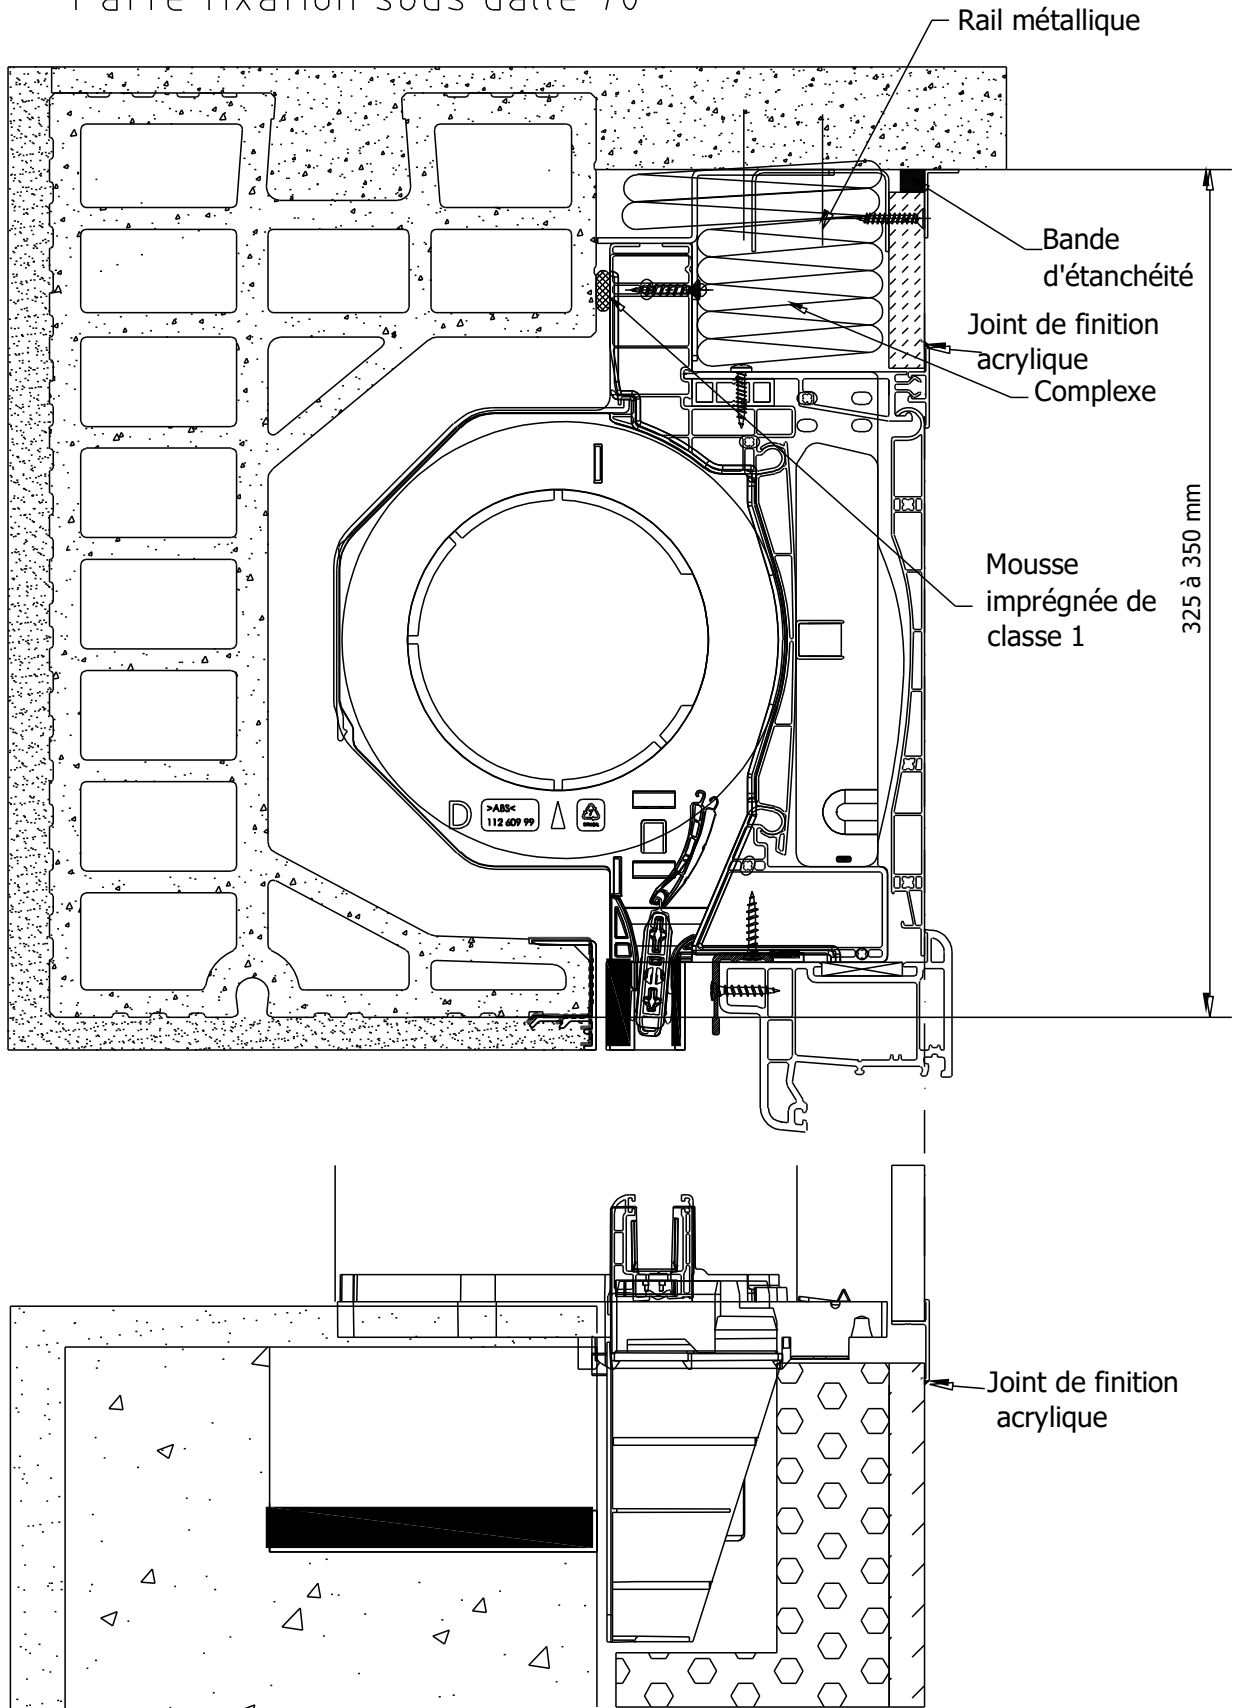 fixation sous dalle 70
Rail métallique
Bande
d'étanchéité
Joint de finition
acrylique
Complexe
Mousse
imprégnée de
classe 1
325 à 350 mm
D
>ABS<
112 609 99
7
Joint de finition
acrylique